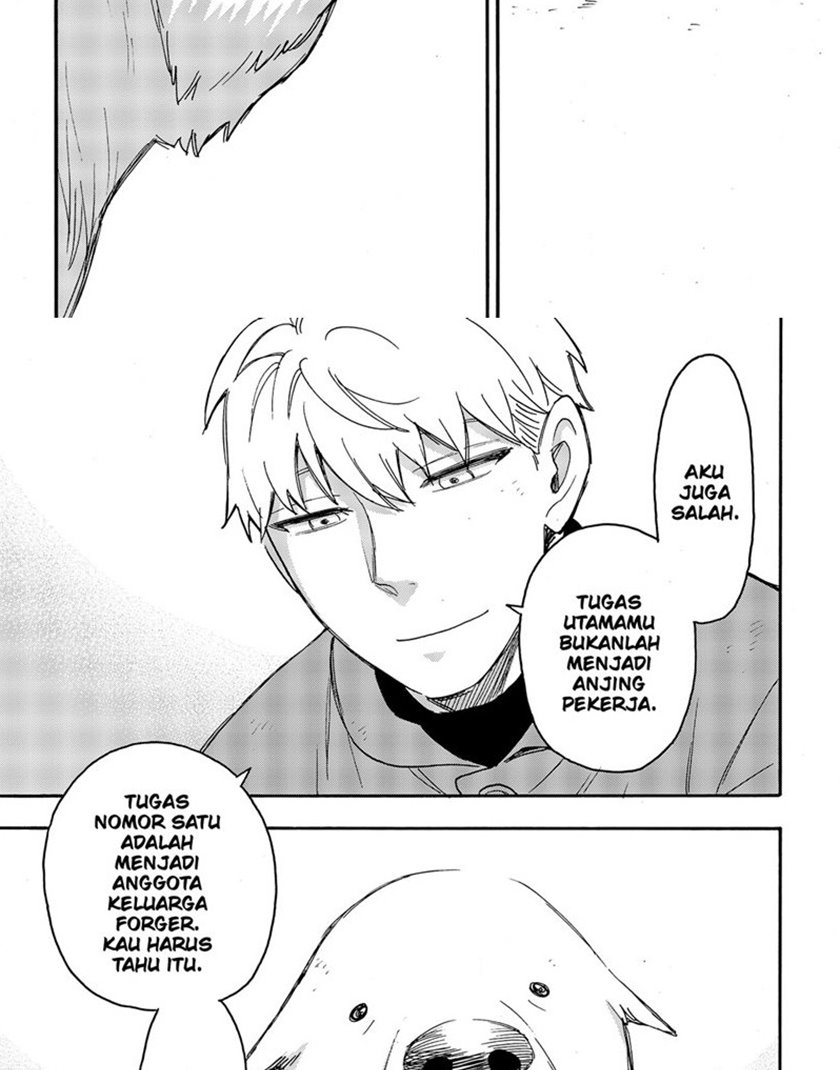 AKU
JUGA
SALAH.
TUGAS
UTAMAMU
BUKANLAH
MENJADI
ANJING
PEKERJA.
TUGAS
NOMOR SATU
ADALAH
MENJADI
ANGGOTA
KELUARGA
FORGER.
KAU HARUS
TAHU ITU.